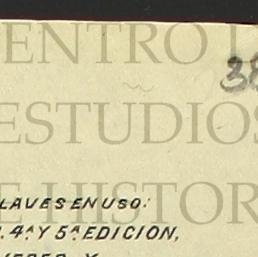 ENTRO
38
ESTUDIOS
E HISTOR
LAVES EN USO:
4ª Y 5ª EDICION,